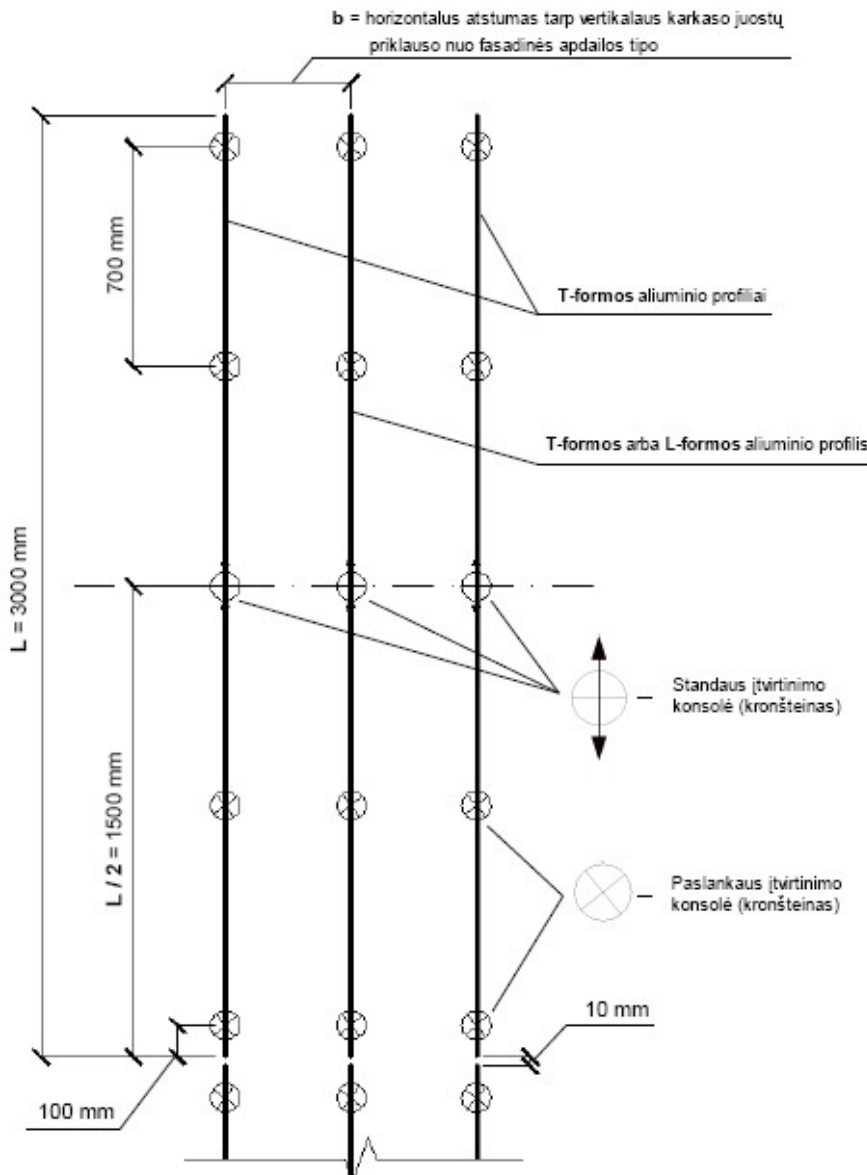 b = horizontalus atstumas tarp vertikalaus karkaso juostų
priklauso nuo fasadinės apdailos tipo
700 mm
T-formos aliuminio profiliai
T-formos arba L-formos aliuminio profilis
L = 3000 mm
L / 2 = 1500 mm
Standaus įtvirtinimo
konsolė (kronšteinas)
Paslankaus įtvirtinimo
konsolė (kronšteinas)
10 mm
100 mm